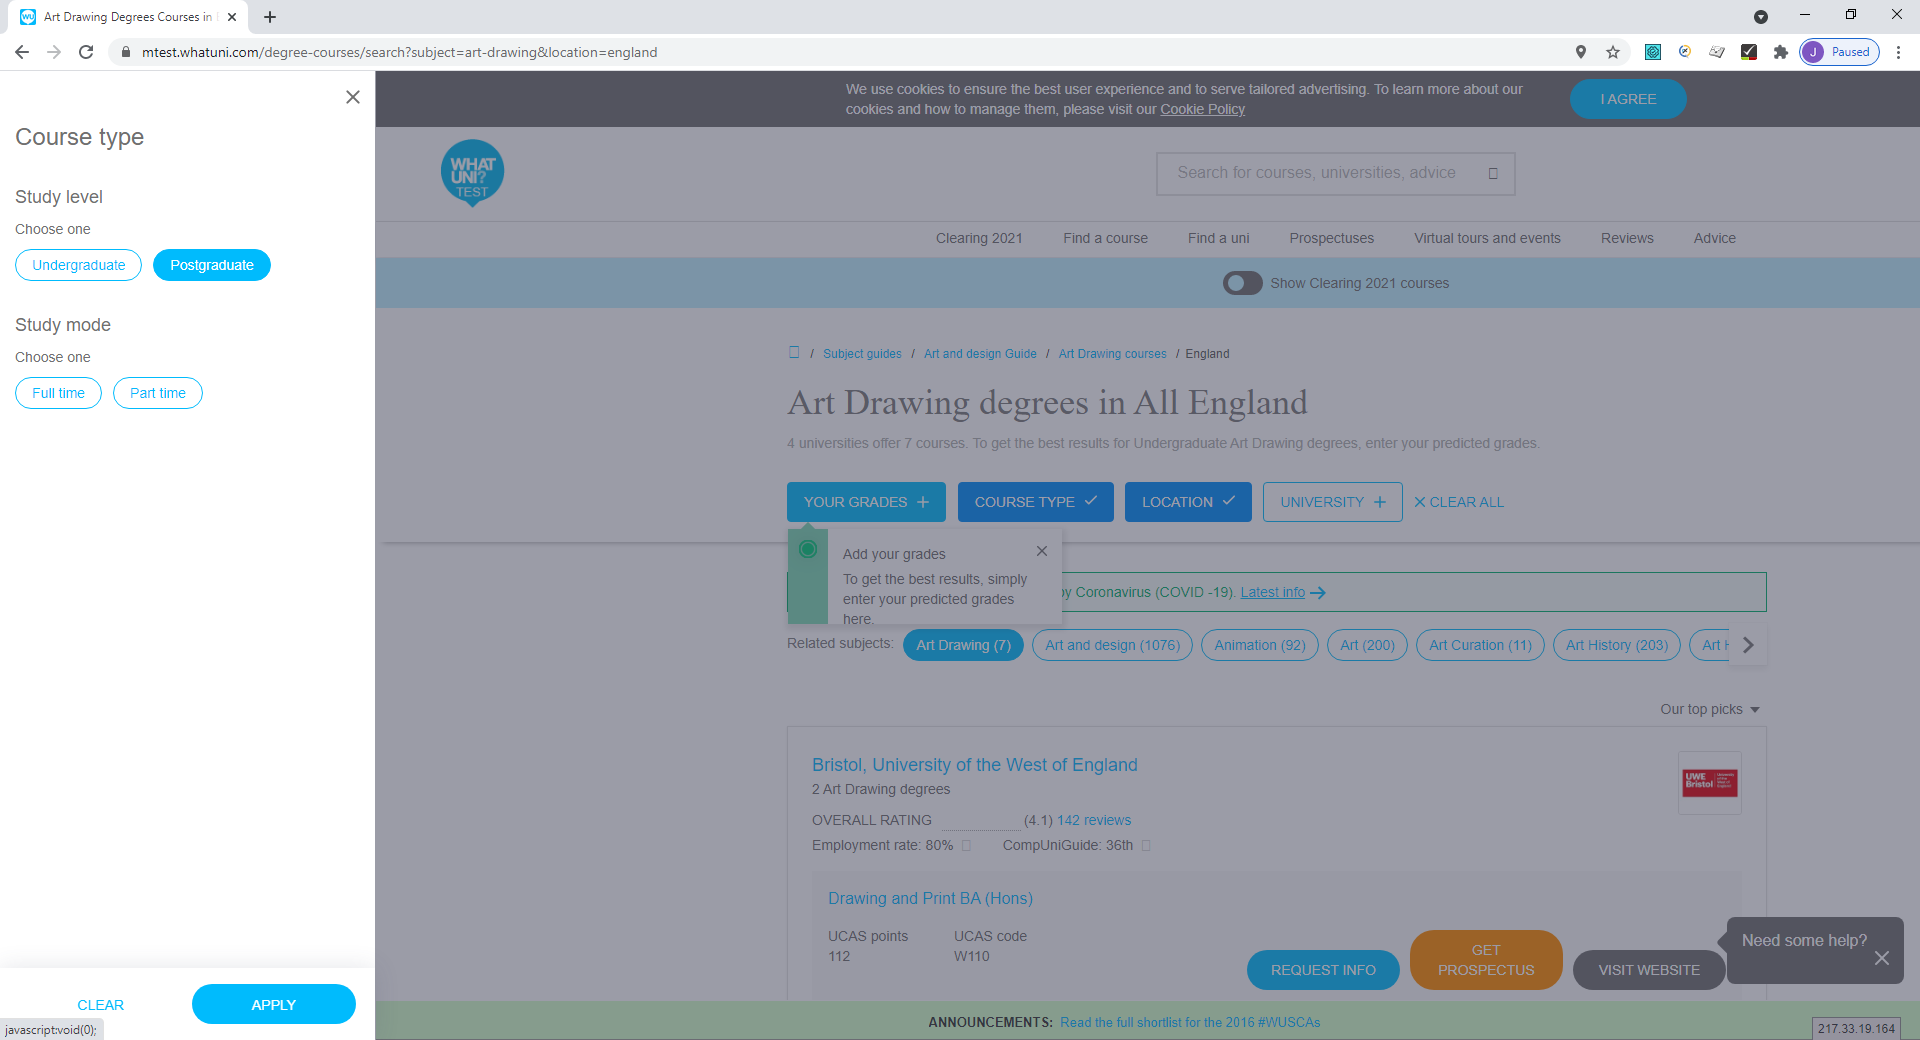 Art Drawing Degrees Courses in
mtest.whatuni.com/degree-courses/search?subject=art-drawing&location=england
J Paused
Course type
Study level
Choose one
Undergraduate Postgraduate
Study mode
Choose one
Full time Part time
CLEAR APPLY
javascript:void(0);
We use cookies to ensure the best user experience and to serve tailored advertising. To learn more about our
cookies and how to manage them, please visit our Cookie Policy
I AGREE
WHAT
UNI?
TEST
Search for courses, universities, advice
Clearing 2021 Find a course Find a uni Prospectuses Virtual tours and events Reviews Advice
Show Clearing 2021 courses
/ Subject guides / Art and design Guide / Art Drawing courses / England
Art Drawing degrees in All England
4 universities offer 7 courses. To get the best results for Undergraduate Art Drawing degrees, enter your predicted grades.
YOUR GRADES COURSE TYPE LOCATION UNIVERSITY CLEAR ALL
Add your grades
To get the best results, simply
enter your predicted grades
here.
by Coronavirus (COVID -19). Latest info
Related subjects: Art Drawing (7) Art and design (1076) Animation (92) Art (200) Art Curation (11) Art History (203) Art H
Our top picks
Bristol, University of the West of England
2 Art Drawing degrees
UWE
Bristol
OVERALL RATING (4.1) 142 reviews
Employment rate: 80% CompUniGuide: 36th
Drawing and Print BA (Hons)
UCAS points UCAS code
112 W110
REQUEST INFO
GET
PROSPECTUS
VISIT WEBSITE
Need some help?
ANNOUNCEMENTS: Read the full shortlist for the 2016 #WUSCAs
217.33.19.164